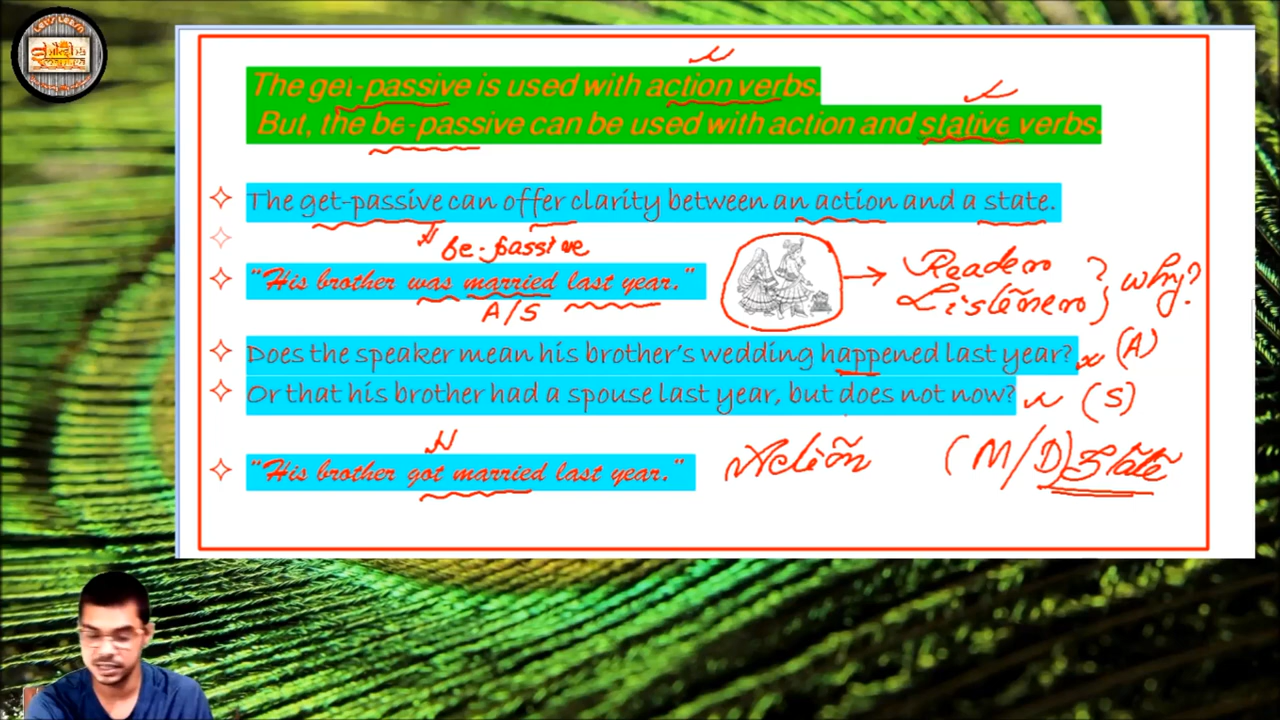 The get-passive is used with action verbs.
But, the be-passive can be used with action and stative verbs.
The get-passive can offer clarity between an action and a state.
be-passive
"His brother was married last year."
A/S
Readers
Listeners
? why?
Does the speaker mean his brother's wedding happened last year? (A)
Or that his brother had a spouse last year, but does not now? (S)
"His brother got married last year."
Action (M/D) State